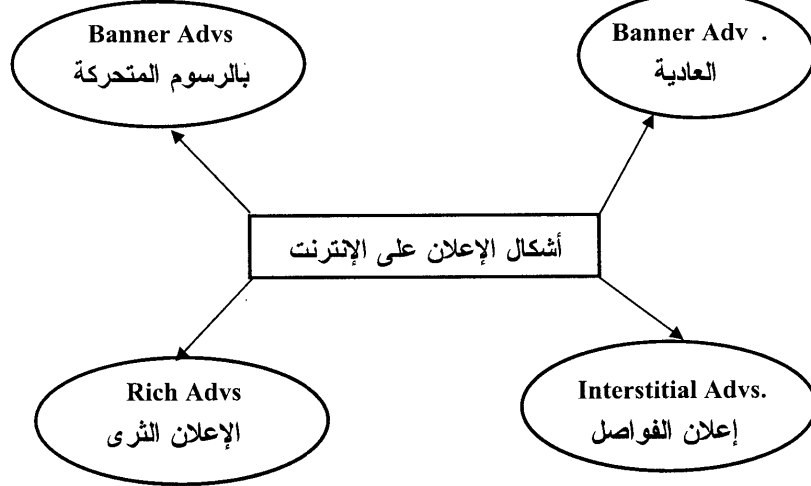 Banner Adv .
العادية
Banner Advs
بالرسوم المتحركة
أشكال الإعلان على الإنترنت
Interstitial Advs.
إعلان الفواصل
Rich Advs
الإعلان الثرى